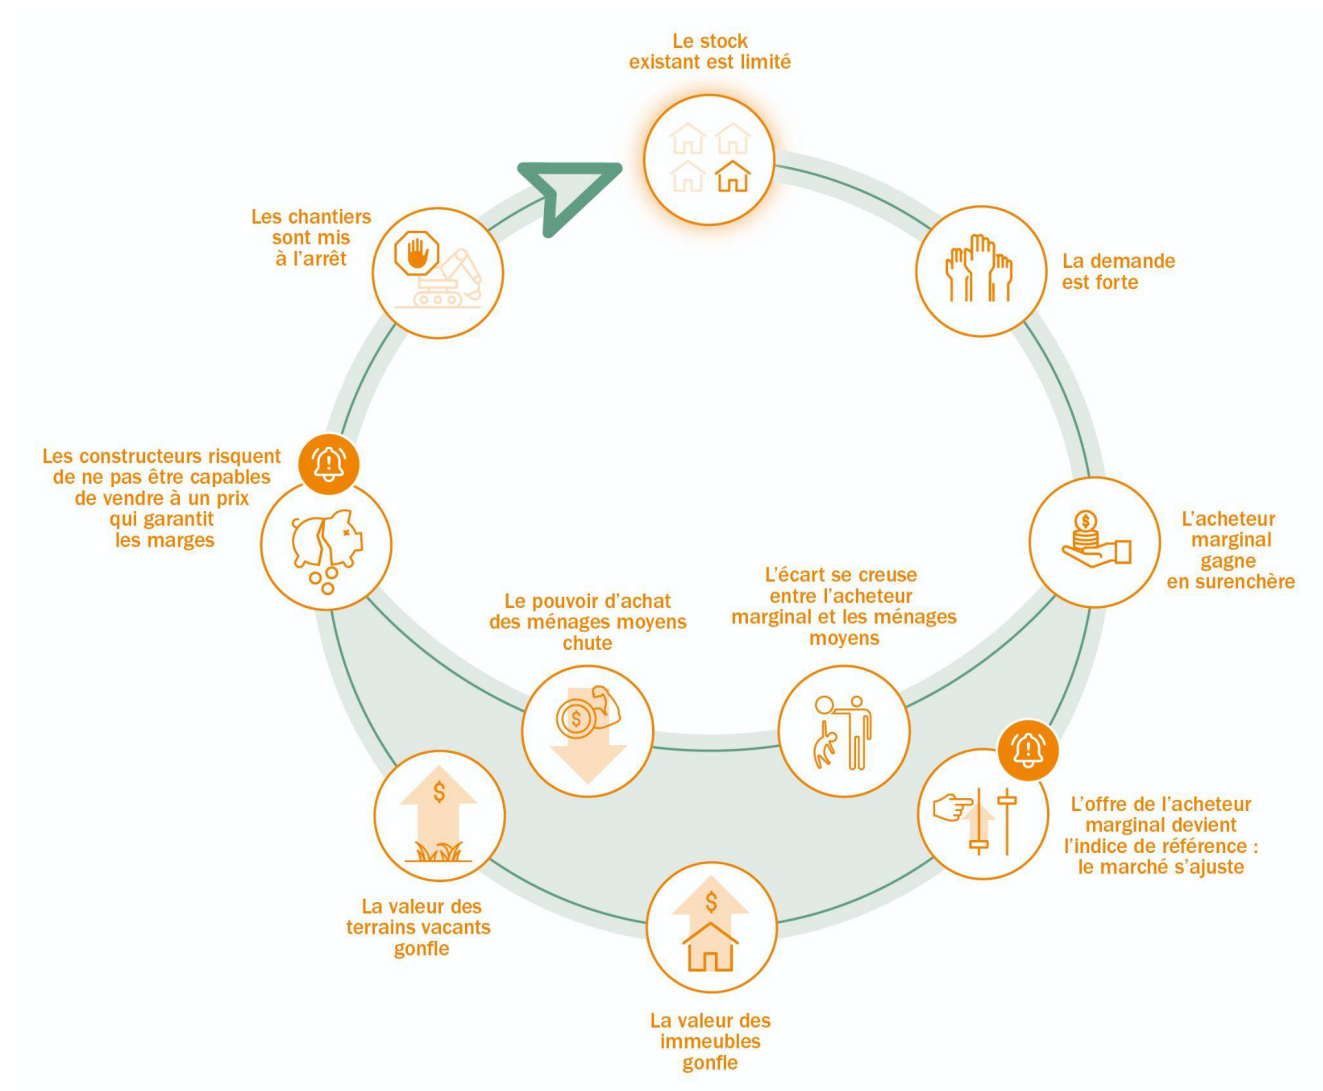 Le stock
existant est limité
La demande
est forte
L'acheteur
marginal
gagne
en surenchère
L'offre de l'acheteur
marginal devient
l'indice de référence :
le marché s'ajuste
La valeur des
immeubles
gonfle
La valeur des
terrains vacants
gonfle
L'écart se creuse
entre l'acheteur
marginal et les ménages
moyens
Le pouvoir d'achat
des ménages moyens
chute
Les constructeurs risquent
de ne pas être capables
de vendre à un prix
qui garantit
les marges
Les chantiers
sont mis
à l'arrêt
$
$
$
$